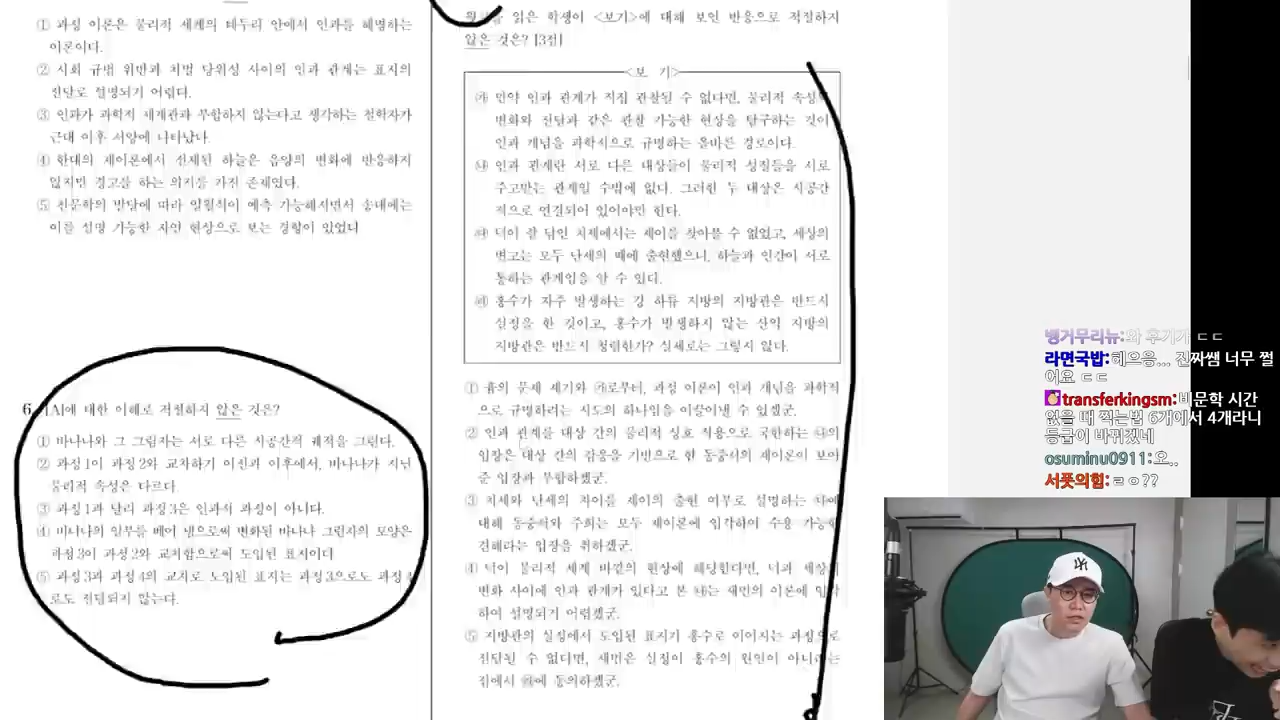 ① 과정 이론은 물리적 세계의 테두리 안에서 인과를 해명하는
이론이다.
② 사회 규범 위반과 처벌 당위성 사이의 인과 관계는 표지의
전달로 설명되기 어렵다.
③ 인과가 과학적 세계관과 부합하지 않는다고 생각하는 철학자가
근대 이후 서양에 나타났다.
④ 한대의 재이론에서 전제된 하늘은 음양의 변화에 반응하지
않지만 경고를 하는 의지를 가진 존재였다.
⑤ 천문학의 발달에 따라 일월식이 예측 가능해지면서 송대에는
이를 설명 가능한 자연 현상으로 보는 경향이 있었다
6. [A]에 대한 이해로 적절하지 않은 것은?
① 바나나와 그 그림자는 서로 다른 시공간적 궤적을 그린다.
② 과정 1이 과정 2와 교차하기 이전과 이후에서, 바나나가 지닌
물리적 속성은 다르다.
③ 과정 1과 달리 과정 3은 인과적 과정이 아니다.
④ 바나나의 일부를 베어 냄으로써 변화된 바나나 그림자의 모양은
과정 3이 과정 2와 교차함으로써 도입된 표지이다
⑤ 과정 3과 과정 4의 교차로 도입된 표지는 과정 3으로도 과정 4
로도 전달되지 않는다.
읽은 학생이 <보기>에 대해 보인 반응으로 적절하지
않은 것은? [3점]
<보 기>
㉮ 만약 인과 관계가 직접 관찰될 수 없다면, 물리적 속성의
변화와 전달과 같은 관찰 가능한 현상을 탐구하는 것이
인과 개념을 과학적으로 규명하는 올바른 경로이다.
㉯ 인과 관계란 서로 다른 대상들이 물리적 성질들을 서로
주고받는 관계일 수밖에 없다. 그러한 두 대상은 시공간
적으로 연결되어 있어야만 한다.
㉰ 덕이 잘 닦인 치세에서는 재이를 찾아볼 수 없었고, 세상의
변고는 모두 난세의 때에 출현했으니, 하늘과 인간이 서로
통하는 관계임을 알 수 있다.
㉱ 홍수가 자주 발생하는 강 하류 지방의 지방관은 반드시
실정을 한 것이고, 홍수가 발생하지 않는 산악 지방의
지방관은 반드시 청렴한가? 실제로는 그렇지 않다.
① 흄의 문제 제기와 ㉮로부터, 과정 이론이 인과 개념을 과학적
으로 규명하려는 시도의 하나임을 이끌어낼 수 있겠군.
② 인과 관계를 대상 간의 물리적 상호 작용으로 국한하는 ㉯의
입장은 대상 간의 감응을 기반으로 한 동중서의 재이론이 보여
준 입장과 부합하겠군.
③ 치세와 난세의 차이를 재이의 출현 여부로 설명하는 ㉰에
대해 동중서와 주희는 모두 재이론에 입각하여 수용 가능한
견해라는 입장을 취하겠군.
④ 덕이 물리적 세계 바깥의 현상에 해당한다면, 덕과 세상의
변화 사이에 인과 관계가 있다고 본 ㉰는 새먼의 이론에 입각
하여 설명되기 어렵겠군.
⑤ 지방관의 실정에서 도입된 표지가 홍수로 이어지는 과정으로
전달될 수 없다면, 새먼은 실정이 홍수의 원인이 아니라는
점에서 ㉱에 동의하겠군.
뱅거무리뉴:와 후기가 ㄷㄷ
라면국밥:헤으응... 진짜쌤 너무 쩔
어요 ㄷㄷ
transferkingsm:비문학 시간
없을 때 찍는법 6개에서 4개라니
등급이 바뀌겠네
osuminu0911:오..
서폿의힘:ㄹㅇ??